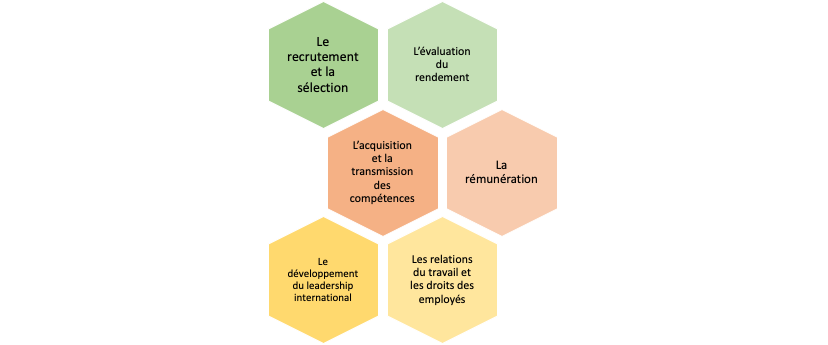 Le
recrutement
et la
sélection
L’évaluation
du
rendement
L’acquisition
et la
transmission
des
compétences
La
rémunération
Le
développement
du leadership
international
Les relations
du travail et
les droits des
employés